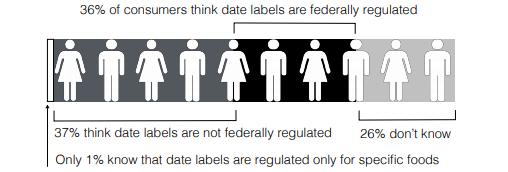 36% of consumers think date labels are federally regulated
37% think date labels are not federally regulated
26% don't know
Only 1% know that date labels are regulated only for specific foods